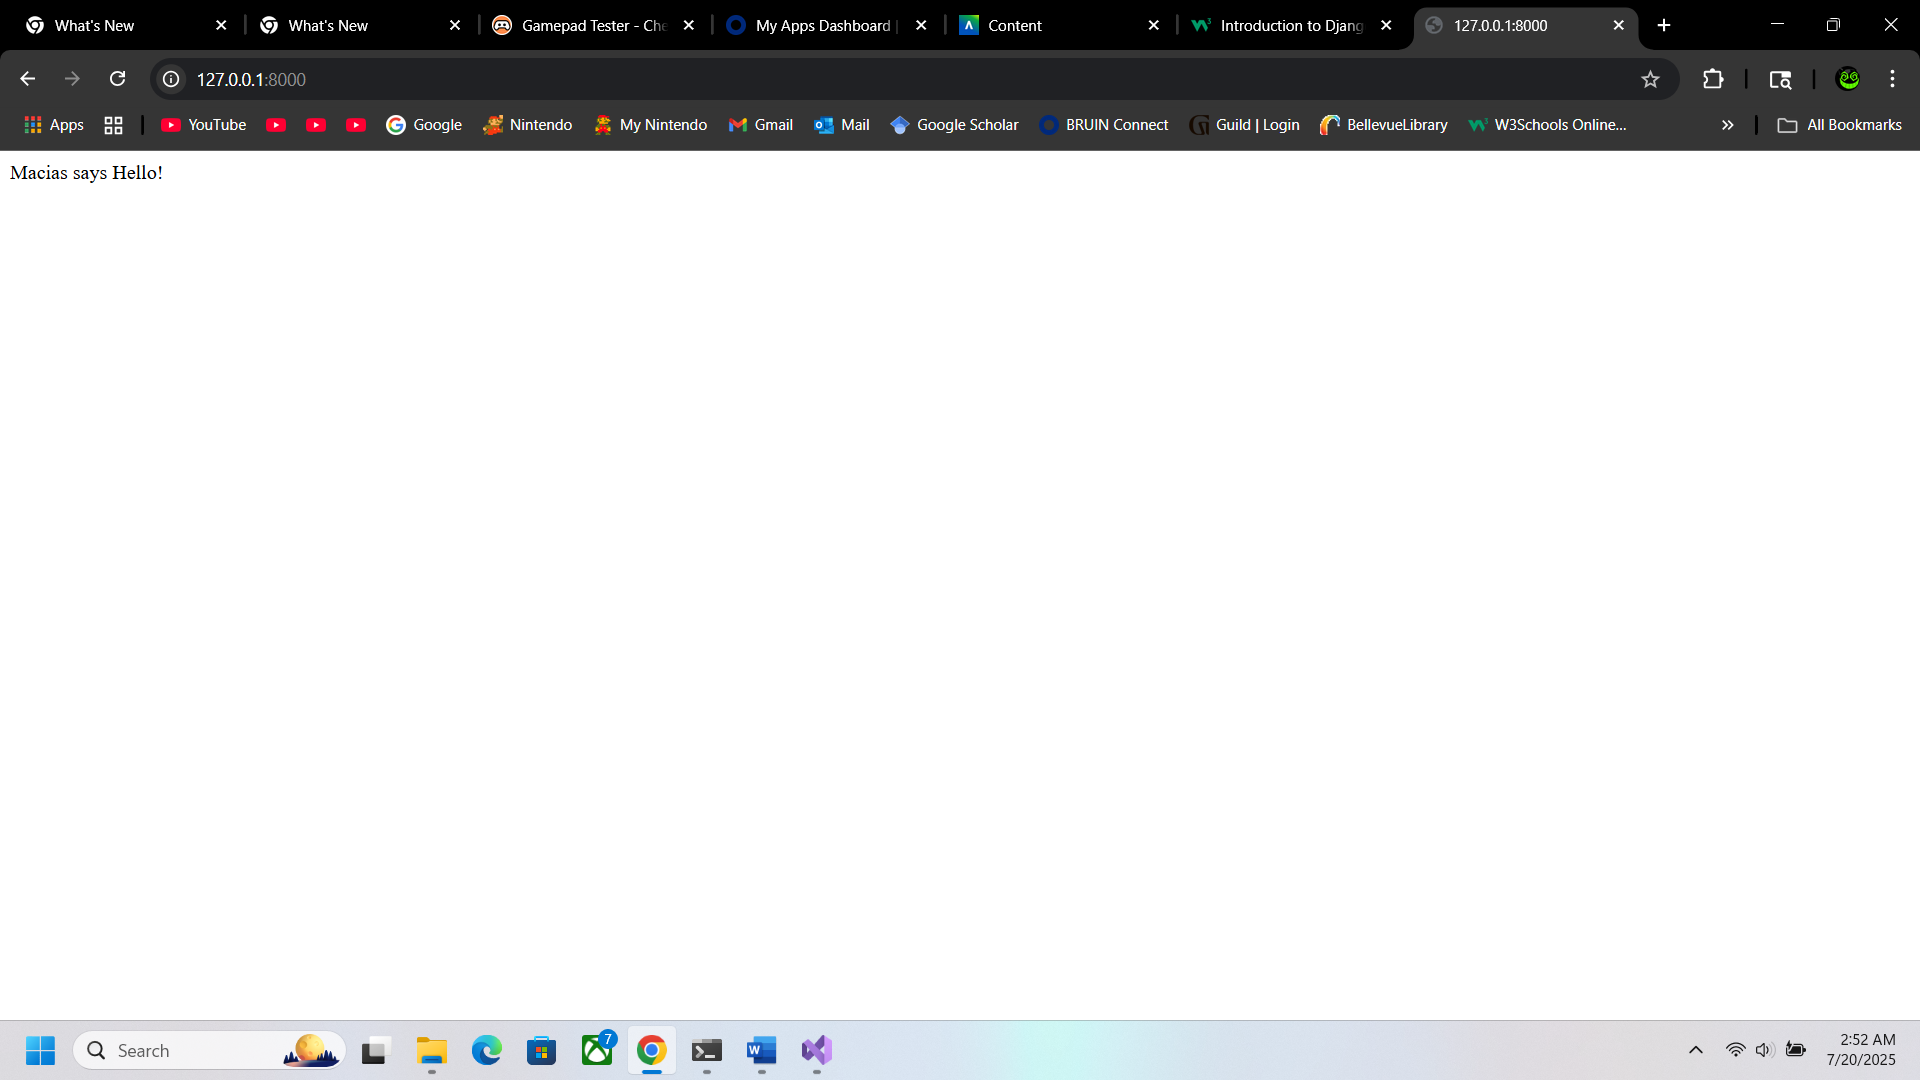 What's New
What's New
Gamepad Tester - Che
My Apps Dashboard |
Content
Introduction to Djang
127.0.0.1:8000
127.0.0.1:8000
Apps
YouTube
Google
Nintendo
My Nintendo
Gmail
Mail
Google Scholar
BRUIN Connect
Guild | Login
BellevueLibrary
W3Schools Online...
All Bookmarks
Macias says Hello!
Search
7
2:52 AM
7/20/2025